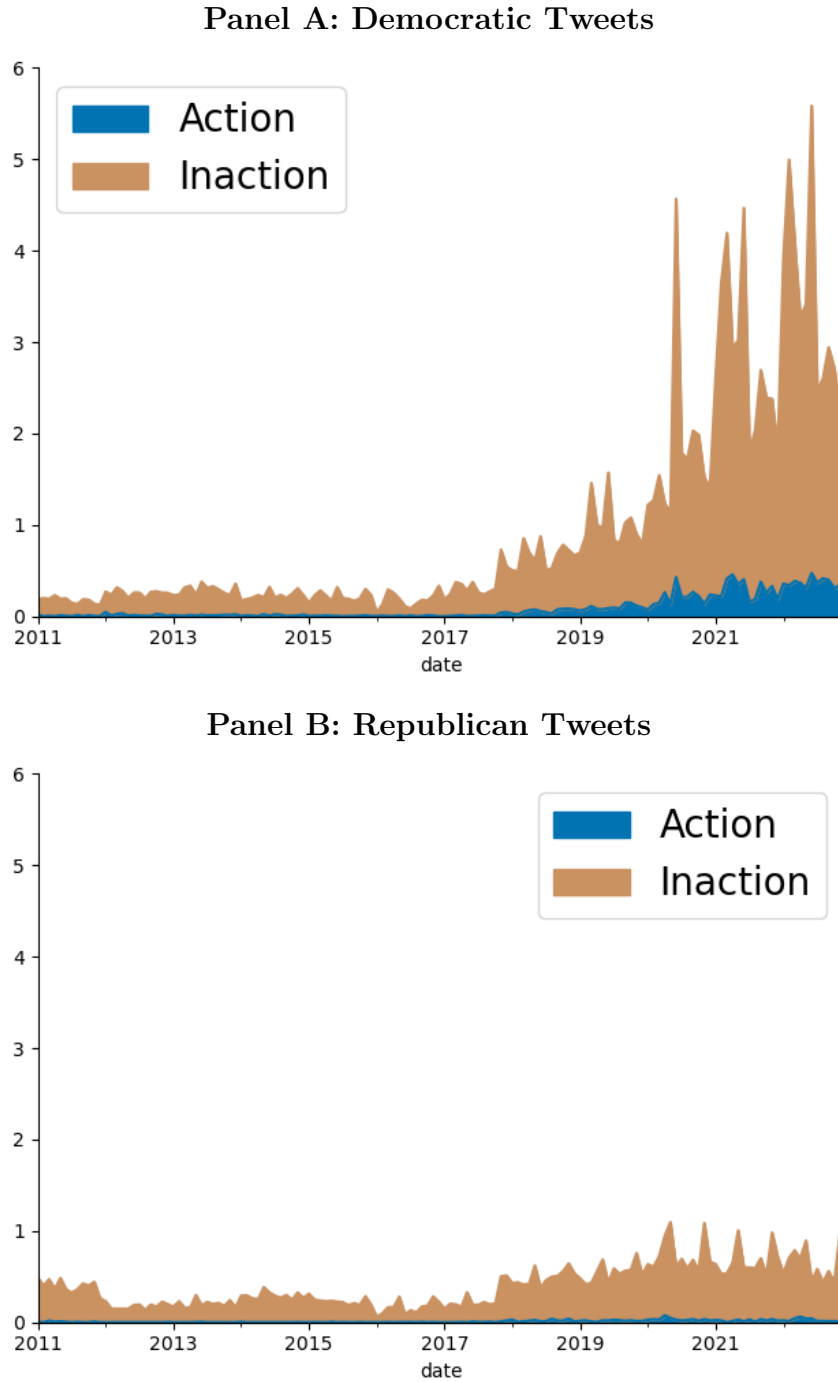 Panel A: Democratic Tweets
6
Action
Inaction
5
4
3
2
1
0
2011 2013 2015 2017 2019 2021
date
Panel B: Republican Tweets
6
Action
Inaction
5
4
3
2
1
0
2011 2013 2015 2017 2019 2021
date